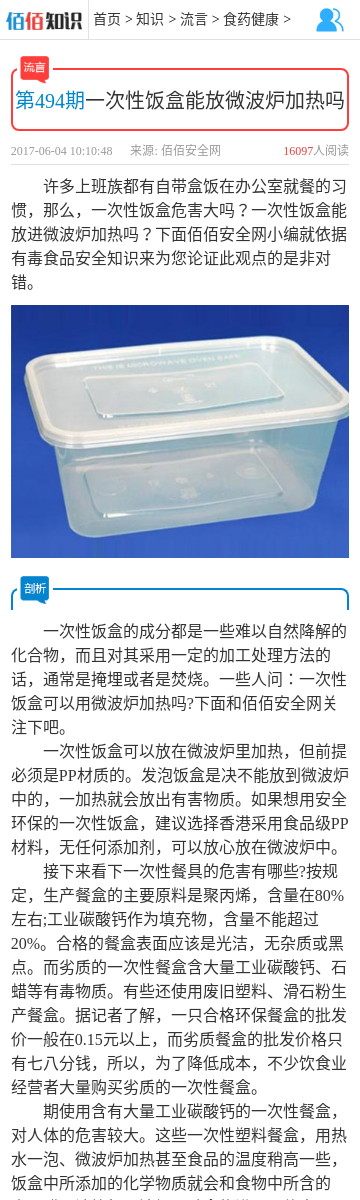 佰佰知识 首页 > 知识 > 流言 > 食药健康 >
流言
第494期一次性饭盒能放微波炉加热吗
2017-06-04 10:10:48 来源: 佰佰安全网 16097人阅读
许多上班族都有自带盒饭在办公室就餐的习
惯，那么，一次性饭盒危害大吗？一次性饭盒能
放进微波炉加热吗？下面佰佰安全网小编就依据
有毒食品安全知识来为您论证此观点的是非对
错。
THIS IS MICROWAVE OVEN SAFE
剖析
一次性饭盒的成分都是一些难以自然降解的
化合物，而且对其采用一定的加工处理方法的
话，通常是掩埋或者是焚烧。一些人问：一次性
饭盒可以用微波炉加热吗?下面和佰佰安全网关
注下吧。
一次性饭盒可以放在微波炉里加热，但前提
必须是PP材质的。发泡饭盒是决不能放到微波炉
中的，一加热就会放出有害物质。如果想用安全
环保的一次性饭盒，建议选择香港采用食品级PP
材料，无任何添加剂，可以放心放在微波炉中。
接下来看下一次性餐具的危害有哪些?按规
定，生产餐盒的主要原料是聚丙烯，含量在80%
左右;工业碳酸钙作为填充物，含量不能超过
20%。合格的餐盒表面应该是光洁，无杂质或黑
点。而劣质的一次性餐盒含大量工业碳酸钙、石
蜡等有毒物质。有些还使用废旧塑料、滑石粉生
产餐盒。据记者了解，一只合格环保餐盒的批发
价一般在0.15元以上，而劣质餐盒的批发价格只
有七八分钱，所以，为了降低成本，不少饮食业
经营者大量购买劣质的一次性餐盒。
期使用含有大量工业碳酸钙的一次性餐盒，
对人体的危害较大。这些一次性塑料餐盒，用热
水一泡、微波炉加热甚至食品的温度稍高一些，
饭盒中所添加的化学物质就会和食物中所含的